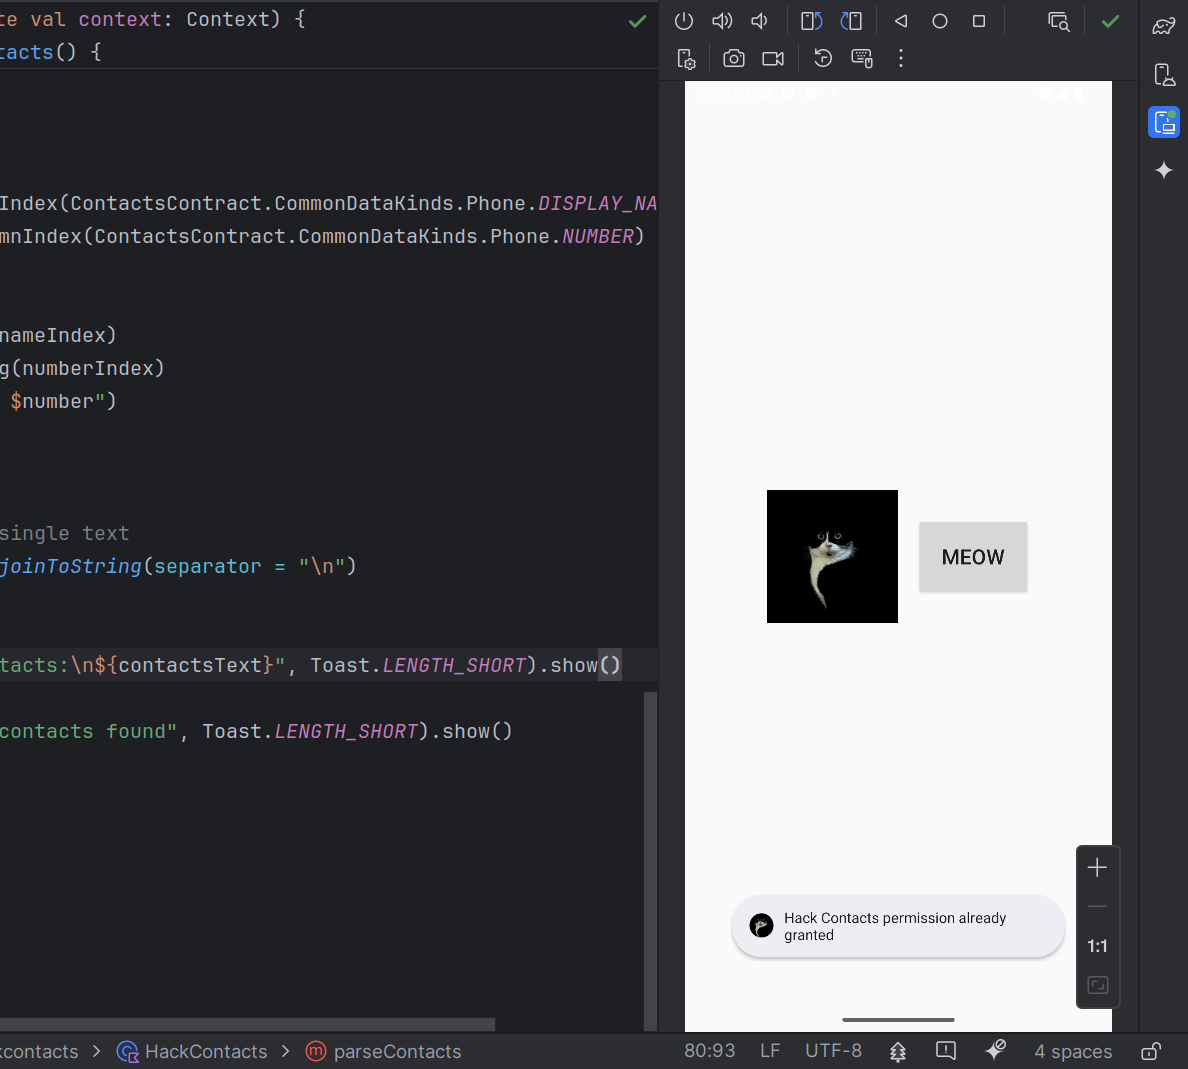 te val context: Context) {
tacts() {
Index(ContactsContract.CommonDataKinds.Phone.DISPLAY_NA
mnIndex(ContactsContract.CommonDataKinds.Phone.NUMBER)
nameIndex)
g(numberIndex)
$number")
single text
joinToString(separator = "\n")
tacts:\n${contactsText}", Toast.LENGTH_SHORT).show()
contacts found", Toast.LENGTH_SHORT).show()
MEOW
Hack Contacts permission already
granted
1:1
kcontacts > HackContacts > m parseContacts
80:93 LF UTF-8 4 spaces